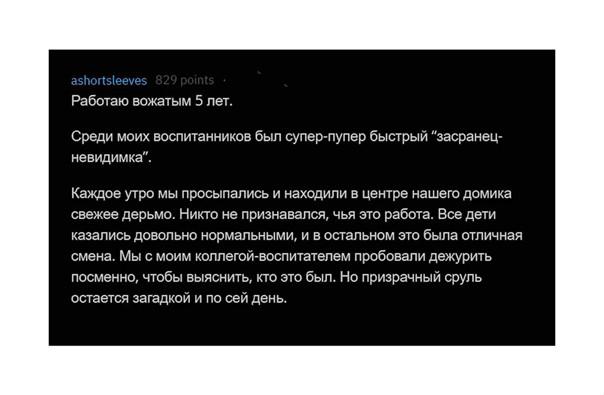 ashortsleeves 829 points ·
Работаю вожатым 5 лет.
Среди моих воспитанников был супер-пупер быстрый “засранец-
невидимка”.
Каждое утро мы просыпались и находили в центре нашего домика
свежее дерьмо. Никто не признавался, чья это работа. Все дети
казались довольно нормальными, и в остальном это была отличная
смена. Мы с моим коллегой-воспитателем пробовали дежурить
посменно, чтобы выяснить, кто это был. Но призрачный сруль
остается загадкой и по сей день.